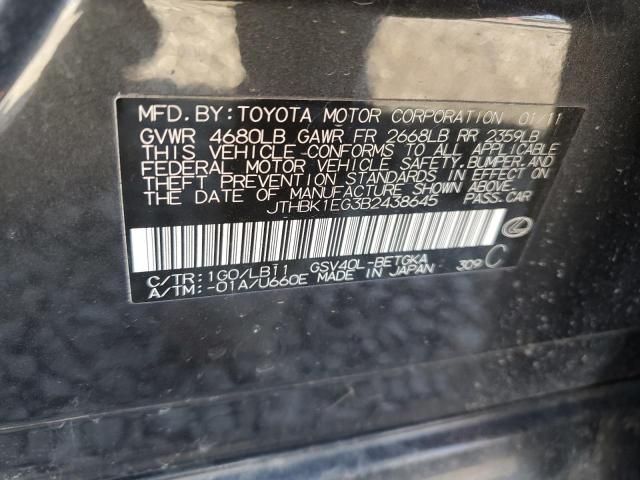 MFD. BY: TOYOTA MOTOR CORPORATION 01/11
GVWR 4680LB GAWR FR 2668LB RR 2359LB
THIS VEHICLE CONFORMS TO ALL APPLICABLE
FEDERAL MOTOR VEHICLE SAFETY, BUMPER, AND
THEFT PREVENTION STANDARDS IN EFFECT ON
THE DATE OF MANUFACTURE SHOWN ABOVE.
JTHBK1EG3B2438645 PASS. CAR
C/TR: 1G0/LB11 GSV40L-BETGKA
A/TM: -01A/U660E MADE IN JAPAN 309 C